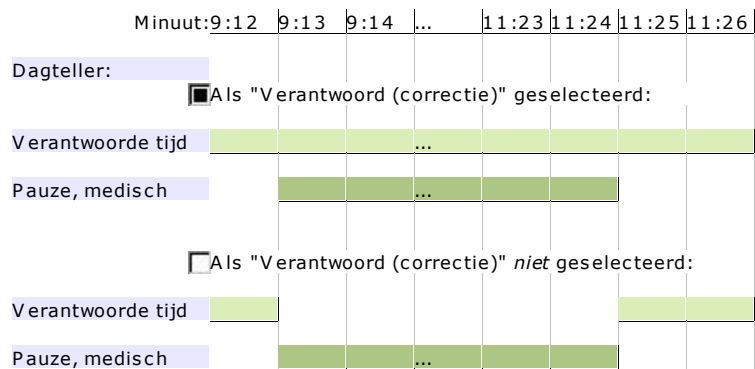 Minuut: 9:12 9:13 9:14 ... 11:23 11:24 11:25 11:26
Dagteller:
Als "Verantwoord (correctie)" geselecteerd:
Verantwoorde tijd ...
Pauze, medisch ...
Als "Verantwoord (correctie)" niet geselecteerd:
Verantwoorde tijd
Pauze, medisch ...